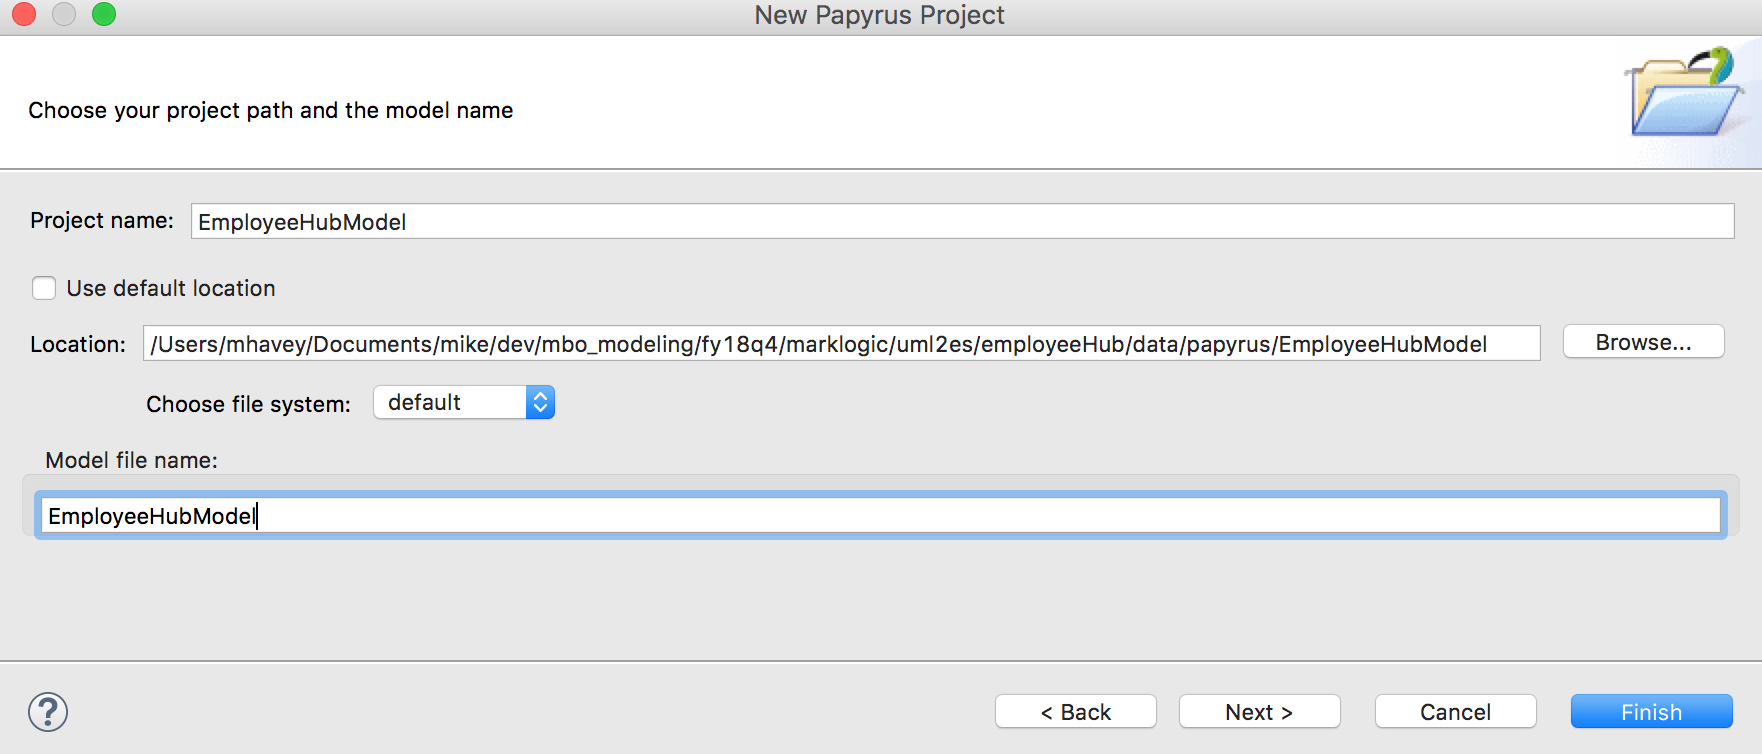 New Papyrus Project
Choose your project path and the model name
Project name: EmployeeHubModel
Use default location
Location: /Users/mhavey/Documents/mike/dev/mbo_modeling/fy18q4/marklogic/uml2es/employeeHub/data/papyrus/EmployeeHubModel Browse...
Choose file system: default
Model file name:
EmployeeHubModel
? < Back Next > Cancel Finish